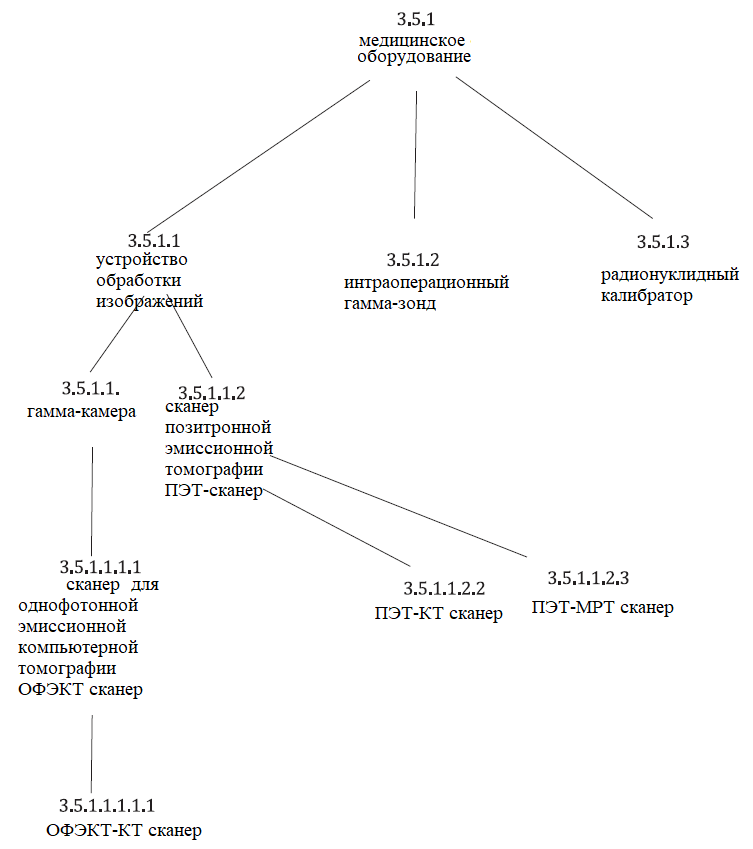 3.5.1
медицинское
оборудование
3.5.1.1
устройство
обработки
изображений
3.5.1.2
интраоперационный
гамма-зонд
3.5.1.3
радионуклидный
калибратор
3.5.1.1.
гамма-камера
3.5.1.1.2
сканер
позитронной
эмиссионной
томографии
ПЭТ-сканер
3.5.1.1.1.1
сканер для
однофотонной
эмиссионной
компьютерной
томографии
ОФЭКТ сканер
3.5.1.1.2.2
ПЭТ-КТ сканер
3.5.1.1.2.3
ПЭТ-МРТ сканер
3.5.1.1.1.1.1
ОФЭКТ-КТ сканер